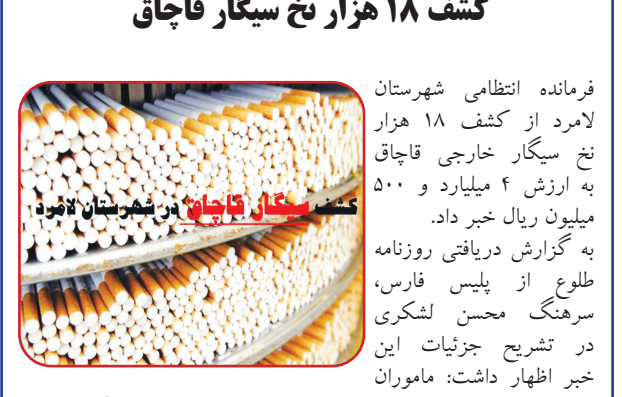 کشف ۱۸ هزار نخ سیگار قاچاق
فرمانده انتظامی شهرستان
لامرد از کشف ۱۸ هزار
نخ سیگار خارجی قاچاق
به ارزش ۴ میلیارد و ۵۰۰
میلیون ریال خبر داد.
به گزارش دریافتی روزنامه
طلوع از پلیس فارس،
سرهنگ محسن لشکری
در تشریح جزئیات این
خبر اظهار داشت: ماموران
کشف سیگار قاچاق در شهرستان لامرد